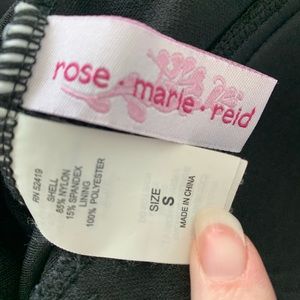 rose · marie · reid
RN 52419
SHELL
85% NYLON
15% SPANDEX
LINING
100% POLYESTER
SIZE
S
MADE IN CHINA